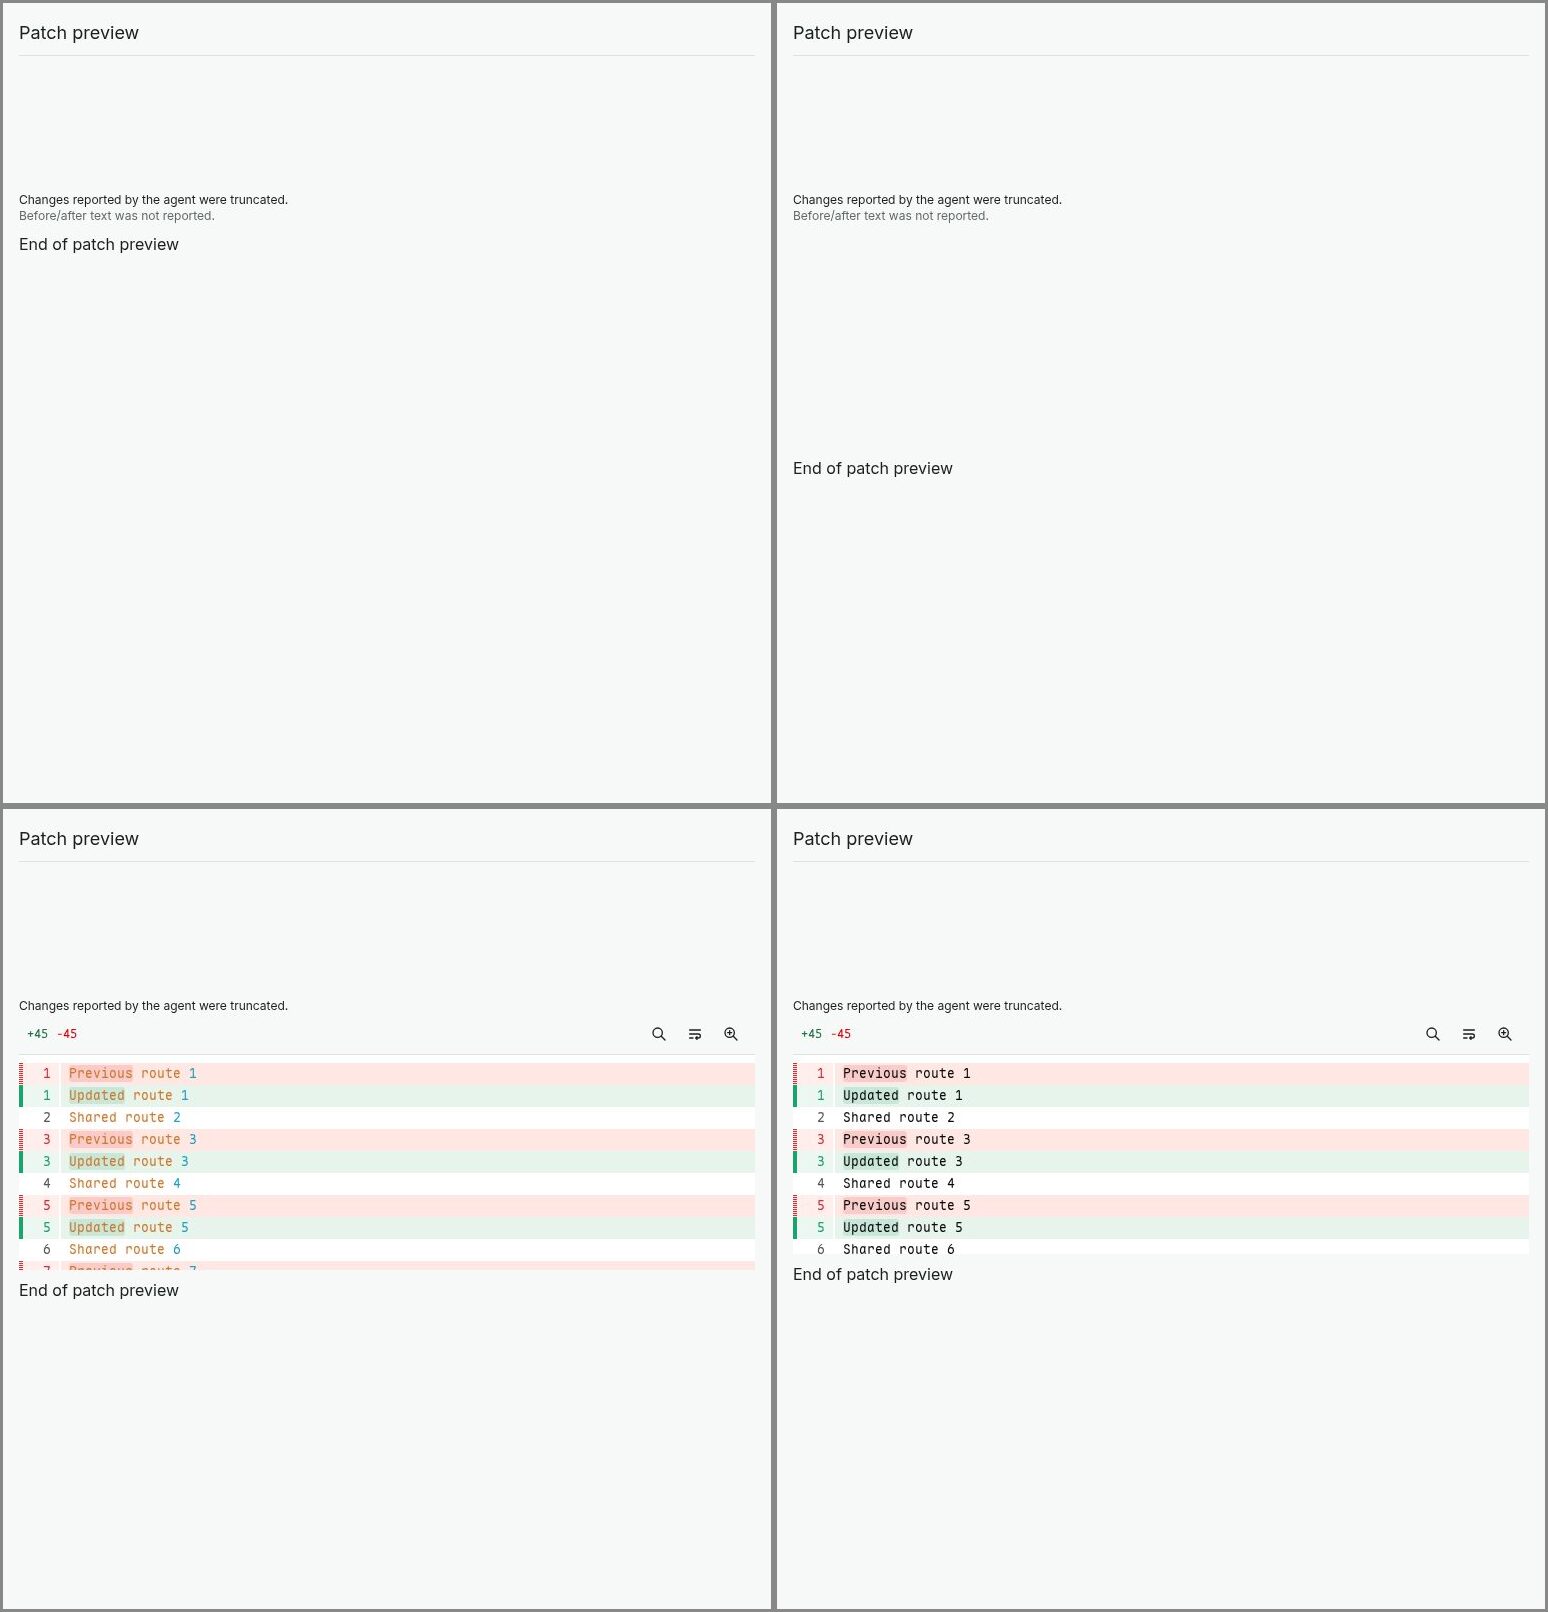 Patch preview
Changes reported by the agent were truncated.
Before/after text was not reported.
End of patch preview
Patch preview
Changes reported by the agent were truncated.
Before/after text was not reported.
End of patch preview
Patch preview
Changes reported by the agent were truncated.
+45 -45
1 Previous route 1
1 Updated route 1
2 Shared route 2
3 Previous route 3
3 Updated route 3
4 Shared route 4
5 Previous route 5
5 Updated route 5
6 Shared route 6
7 Previous route 7
End of patch preview
Patch preview
Changes reported by the agent were truncated.
+45 -45
1 Previous route 1
1 Updated route 1
2 Shared route 2
3 Previous route 3
3 Updated route 3
4 Shared route 4
5 Previous route 5
5 Updated route 5
6 Shared route 6
End of patch preview